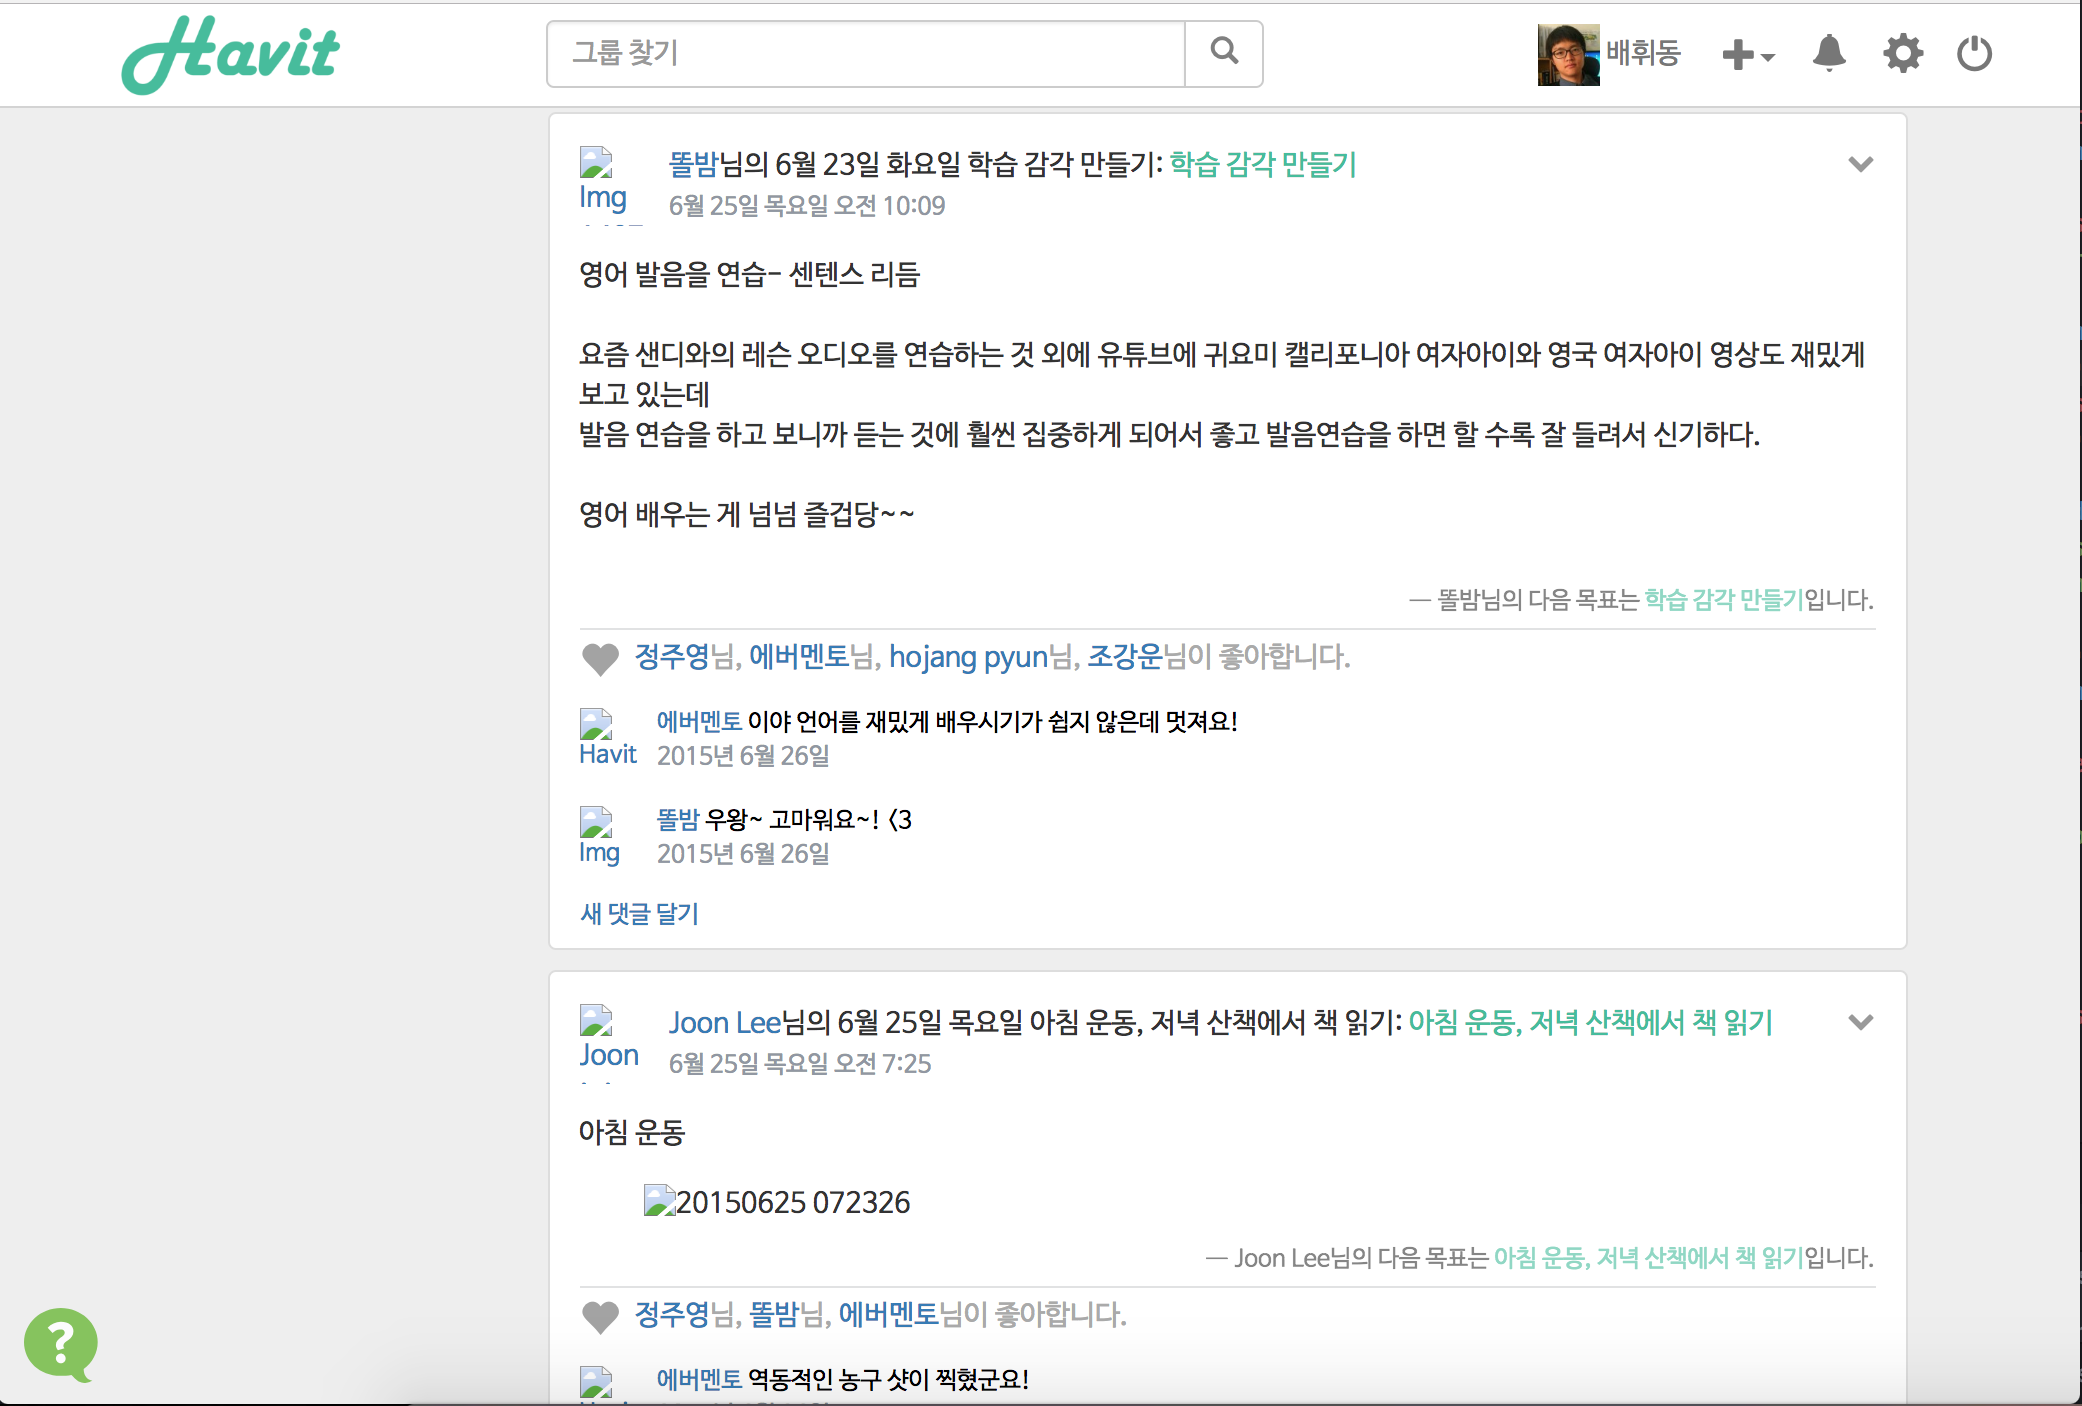 Havit
그룹 찾기
배휘동
똘밤님의 6월 23일 화요일 학습 감각 만들기: 학습 감각 만들기
Img
6월 25일 목요일 오전 10:09
영어 발음을 연습- 센텐스 리듬
요즘 샌디와의 레슨 오디오를 연습하는 것 외에 유튜브에 귀요미 캘리포니아 여자아이와 영국 여자아이 영상도 재밌게
보고 있는데
발음 연습을 하고 보니까 듣는 것에 훨씬 집중하게 되어서 좋고 발음연습을 하면 할 수록 잘 들려서 신기하다.
영어 배우는 게 넘넘 즐겁당~~
— 똘밤님의 다음 목표는 학습 감각 만들기입니다.
정주영님, 에버멘토님, hojang pyun님, 조강운님이 좋아합니다.
에버멘토 이야 언어를 재밌게 배우시기가 쉽지 않은데 멋져요!
Havit
2015년 6월 26일
똘밤 우왕~ 고마워요~! <3
Img
2015년 6월 26일
새 댓글 달기
Joon Lee님의 6월 25일 목요일 아침 운동, 저녁 산책에서 책 읽기: 아침 운동, 저녁 산책에서 책 읽기
Joon
6월 25일 목요일 오전 7:25
아침 운동
20150625 072326
— Joon Lee님의 다음 목표는 아침 운동, 저녁 산책에서 책 읽기입니다.
정주영님, 똘밤님, 에버멘토님이 좋아합니다.
에버멘토 역동적인 농구 샷이 찍혔군요!